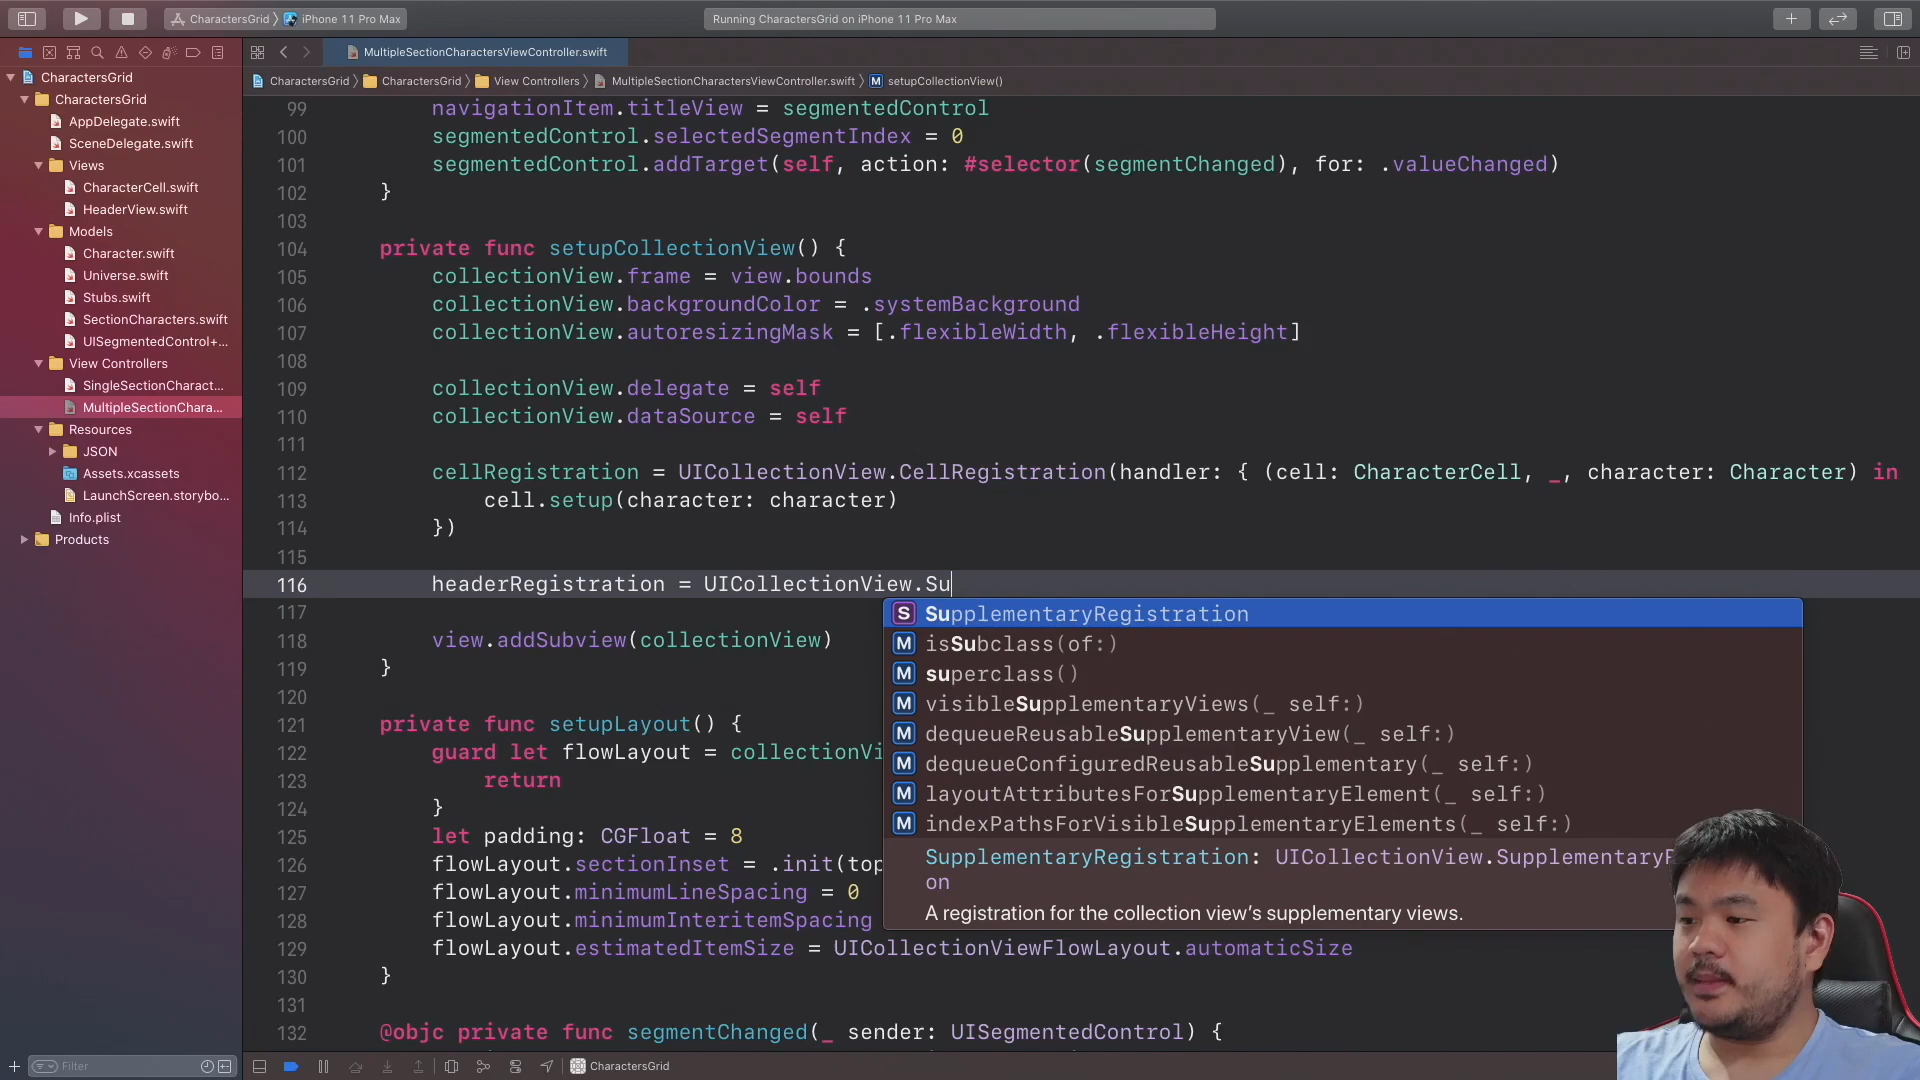 CharactersGrid
iPhone 11 Pro Max
Running CharactersGrid on iPhone 11 Pro Max
MultipleSectionCharactersViewController.swift
CharactersGrid
CharactersGrid
View Controllers
MultipleSectionCharactersViewController.swift
M
setupCollectionView()
CharactersGrid
CharactersGrid
AppDelegate.swift
SceneDelegate.swift
Views
CharacterCell.swift
HeaderView.swift
Models
Character.swift
Universe.swift
Stubs.swift
SectionCharacters.swift
UISegmentedControl+...
View Controllers
SingleSectionCharact...
MultipleSectionChara...
Resources
JSON
Assets.xcassets
LaunchScreen.storybo...
Info.plist
Products
Filter
99 navigationItem.titleView = segmentedControl
100 segmentedControl.selectedSegmentIndex = 0
101 segmentedControl.addTarget(self, action: #selector(segmentChanged), for: .valueChanged)
102 }
103
104 private func setupCollectionView() {
105 collectionView.frame = view.bounds
106 collectionView.backgroundColor = .systemBackground
107 collectionView.autoresizingMask = [.flexibleWidth, .flexibleHeight]
108
109 collectionView.delegate = self
110 collectionView.dataSource = self
111
112 cellRegistration = UICollectionView.CellRegistration(handler: { (cell: CharacterCell, _, character: Character) in
113 cell.setup(character: character)
114 })
115
116 headerRegistration = UICollectionView.Su
117
118 view.addSubview(collectionView)
119 }
120
121 private func setupLayout() {
122 guard let flowLayout = collectionVi
123 return
124 }
125 let padding: CGFloat = 8
126 flowLayout.sectionInset = .init(top
127 flowLayout.minimumLineSpacing = 0
128 flowLayout.minimumInteritemSpacing
129 flowLayout.estimatedItemSize = UICollectionViewFlowLayout.automaticSize
130 }
131
132 @objc private func segmentChanged(_ sender: UISegmentedControl) {
S SupplementaryRegistration
M isSubclass(of:)
M superclass()
M visibleSupplementaryViews(_ self:)
M dequeueReusableSupplementaryView(_ self:)
M dequeueConfiguredReusableSupplementary(_ self:)
M layoutAttributesForSupplementaryElement(_ self:)
M indexPathsForVisibleSupplementaryElements(_ self:)
SupplementaryRegistration: UICollectionView.SupplementaryR
on
A registration for the collection view’s supplementary views.
CharactersGrid